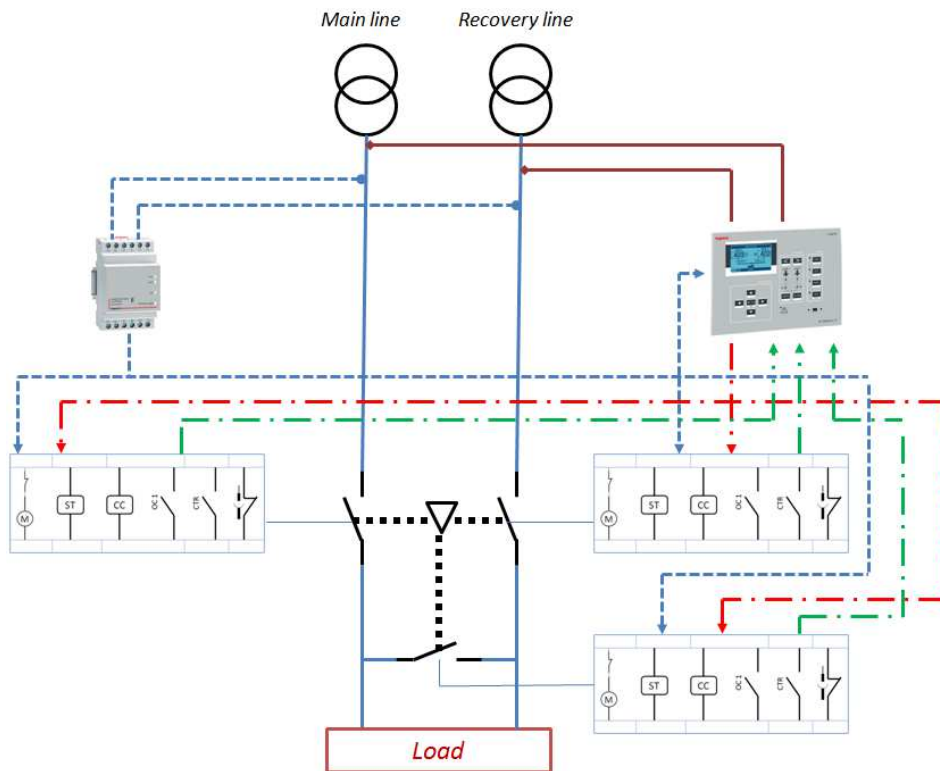 Main line
Recovery line
M
ST
CC
OC 1
CTR
M
ST
CC
OC 1
CTR
M
ST
CC
OC 1
CTR
Load